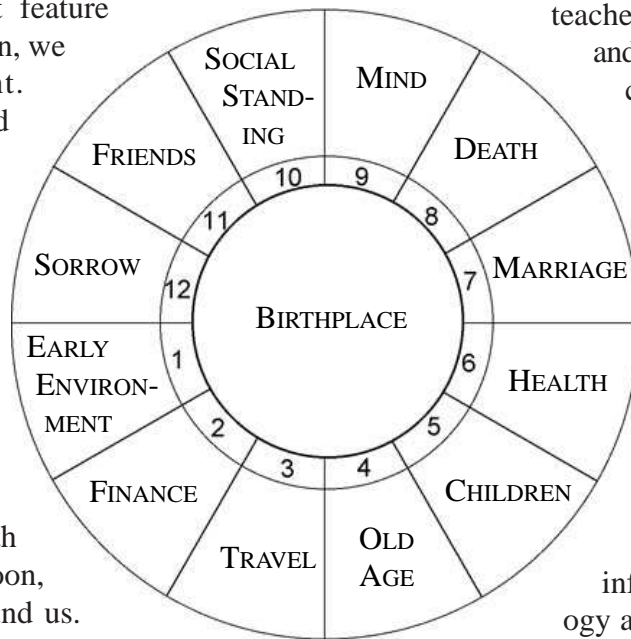 feature
we
teache
and
SOCIAL
STAND-
ING
MIND
FRIENDS
DEATH
10
9
11
8
SORROW
MARRIAGE
12
7
BIRTHPLACE
EARLY
ENVIRON-
MENT
1
6
HEALTH
2
5
FINANCE
3
4
CHILDREN
TRAVEL
OLD
AGE
oon,
nd us.
inf
ogy a